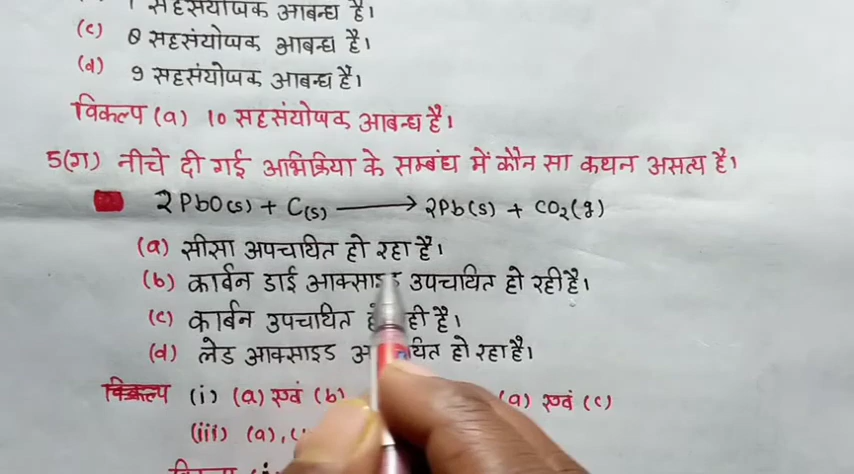 सहसंयोजक आबन्ध है।
(c) 8 सहसंयोजक आबन्ध है।
(d) 9 सहसंयोजक आबन्ध है।
विकल्प (a) 10 सहसंयोजक आबन्ध है।
5(ग) नीचे दी गई अभिक्रिया के सम्बंध में कौन सा कथन असत्य है।
2PbO(s) + C(s) ⟶ 2Pb(s) + CO₂(g)
(a) सीसा अपचायित हो रहा है।
(b) कार्बन डाई आक्साइड उपचायित हो रही है।
(c) कार्बन उपचायित ही है।
(d) लेड आक्साइड हो रहा है।
विकल्प (i) (a) एवं (b) (a) एवं (c)
(iii) (a),